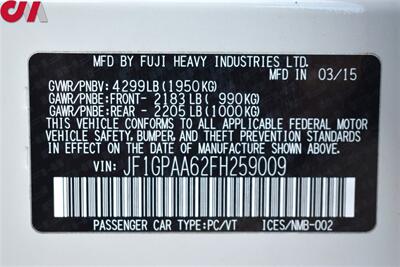 PIA
MFD BY FUJI HEAVY INDUSTRIES LTD.
MFD IN 03/15
GVWR/PNBV: 4299LB(1950KG)
GAWR/PNBE:FRONT- 2183LB( 990KG)
GAWR/PNBE:REAR - 2205LB(1000KG)
THIS VEHICLE CONFORMS TO ALL APPLICABLE FEDERAL MOTOR
VEHICLE SAFETY, BUMPER, AND THEFT PREVENTION STANDARDS
IN EFFECT ON THE DATE OF MANUFACTURE SHOWN ABOVE.
VIN: JF1GPAA62FH259009
PASSENGER CAR TYPE:PC/VT ICES/NMB-002